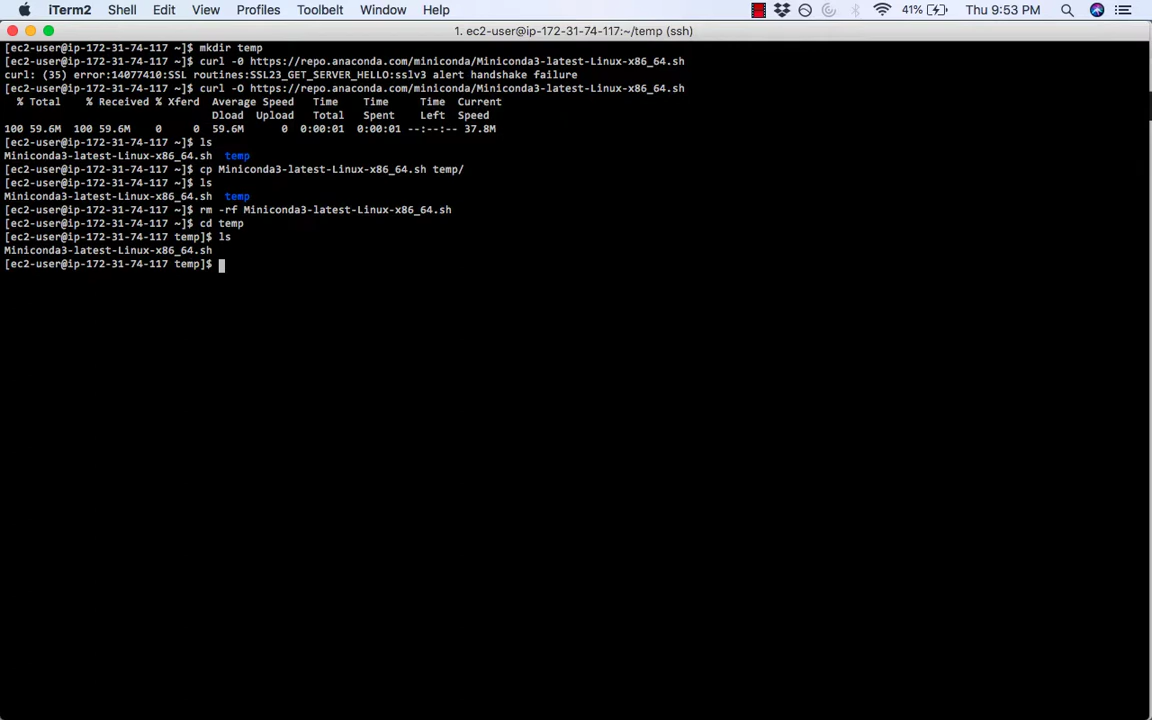 iTerm2 Shell Edit View Profiles Toolbelt Window Help 41% Thu 9:53 PM
1. ec2-user@ip-172-31-74-117:~/temp (ssh)
[ec2-user@ip-172-31-74-117 ~]$ mkdir temp
[ec2-user@ip-172-31-74-117 ~]$ curl -0 https://repo.anaconda.com/miniconda/Miniconda3-latest-Linux-x86_64.sh
curl: (35) error:14077410:SSL routines:SSL23_GET_SERVER_HELLO:sslv3 alert handshake failure
[ec2-user@ip-172-31-74-117 ~]$ curl -O https://repo.anaconda.com/miniconda/Miniconda3-latest-Linux-x86_64.sh
% Total % Received % Xferd Average Speed Time Time Time Current
Dload Upload Total Spent Left Speed
100 59.6M 100 59.6M 0 0 59.6M 0 0:00:01 0:00:01 --:--:-- 37.8M
[ec2-user@ip-172-31-74-117 ~]$ ls
Miniconda3-latest-Linux-x86_64.sh temp
[ec2-user@ip-172-31-74-117 ~]$ cp Miniconda3-latest-Linux-x86_64.sh temp/
[ec2-user@ip-172-31-74-117 ~]$ ls
Miniconda3-latest-Linux-x86_64.sh temp
[ec2-user@ip-172-31-74-117 ~]$ rm -rf Miniconda3-latest-Linux-x86_64.sh
[ec2-user@ip-172-31-74-117 ~]$ cd temp
[ec2-user@ip-172-31-74-117 temp]$ ls
Miniconda3-latest-Linux-x86_64.sh
[ec2-user@ip-172-31-74-117 temp]$